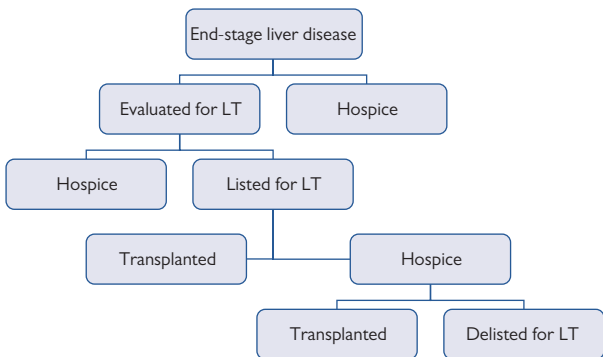 End-stage liver disease
Evaluated for LT
Hospice
Hospice
Listed for LT
Transplanted
Hospice
Transplanted
Delisted for LT